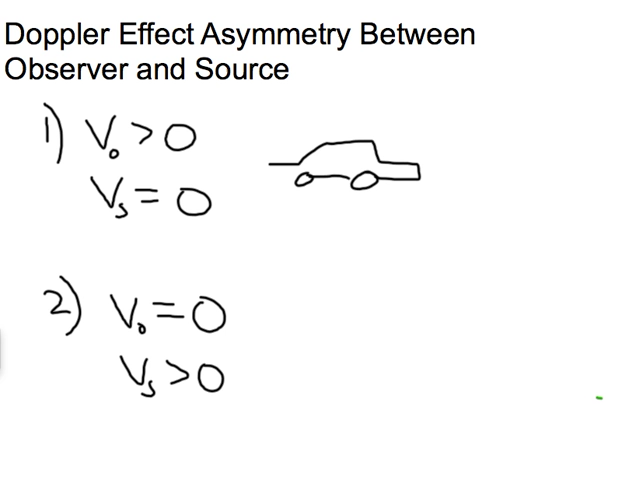 Doppler Effect Asymmetry Between
Observer and Source
1) V₀ > 0
Vₛ = 0
2) V₀ = 0
Vₛ > 0